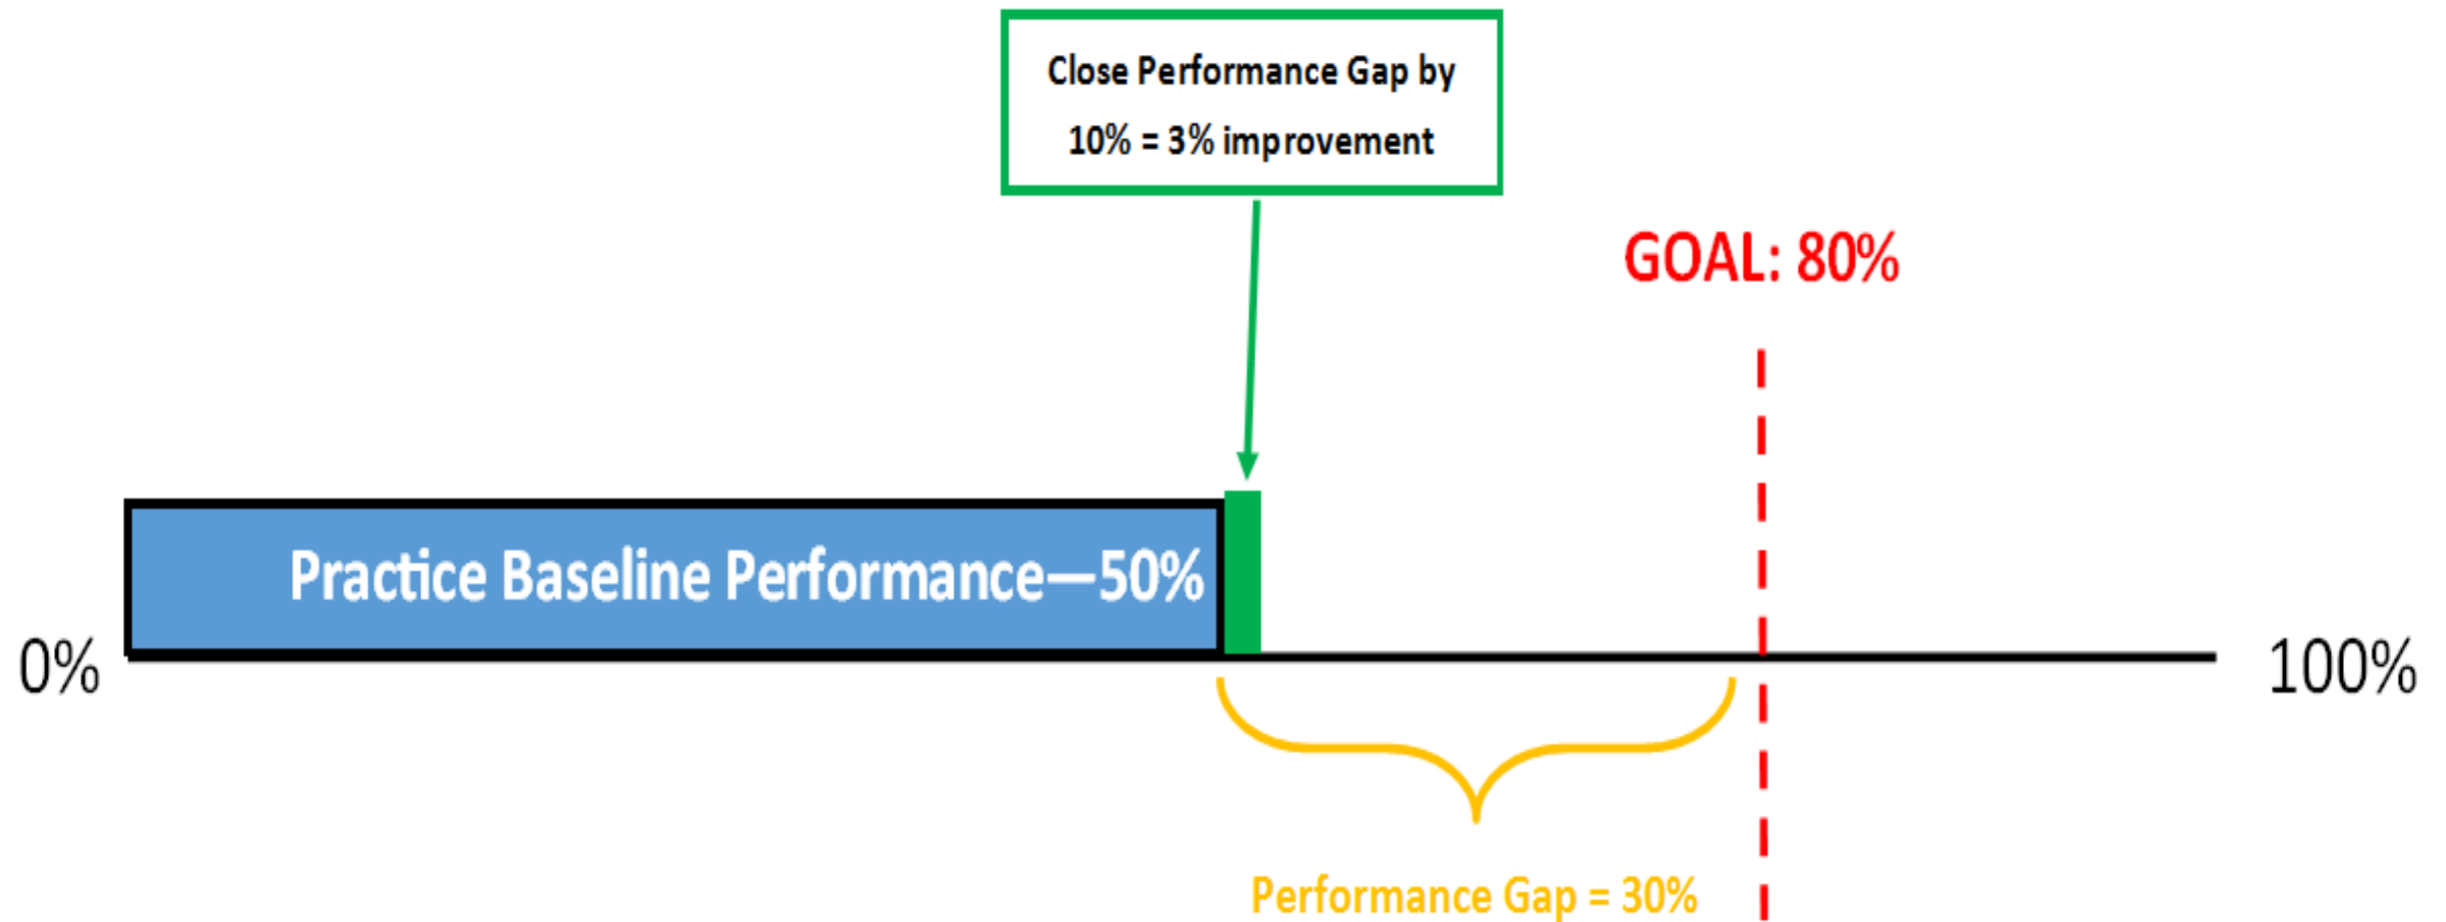 Close Performance Gap by
10% = 3% improvement
GOAL: 80%
Practice Baseline Performance—50%
0%
100%
Performance Gap = 30%